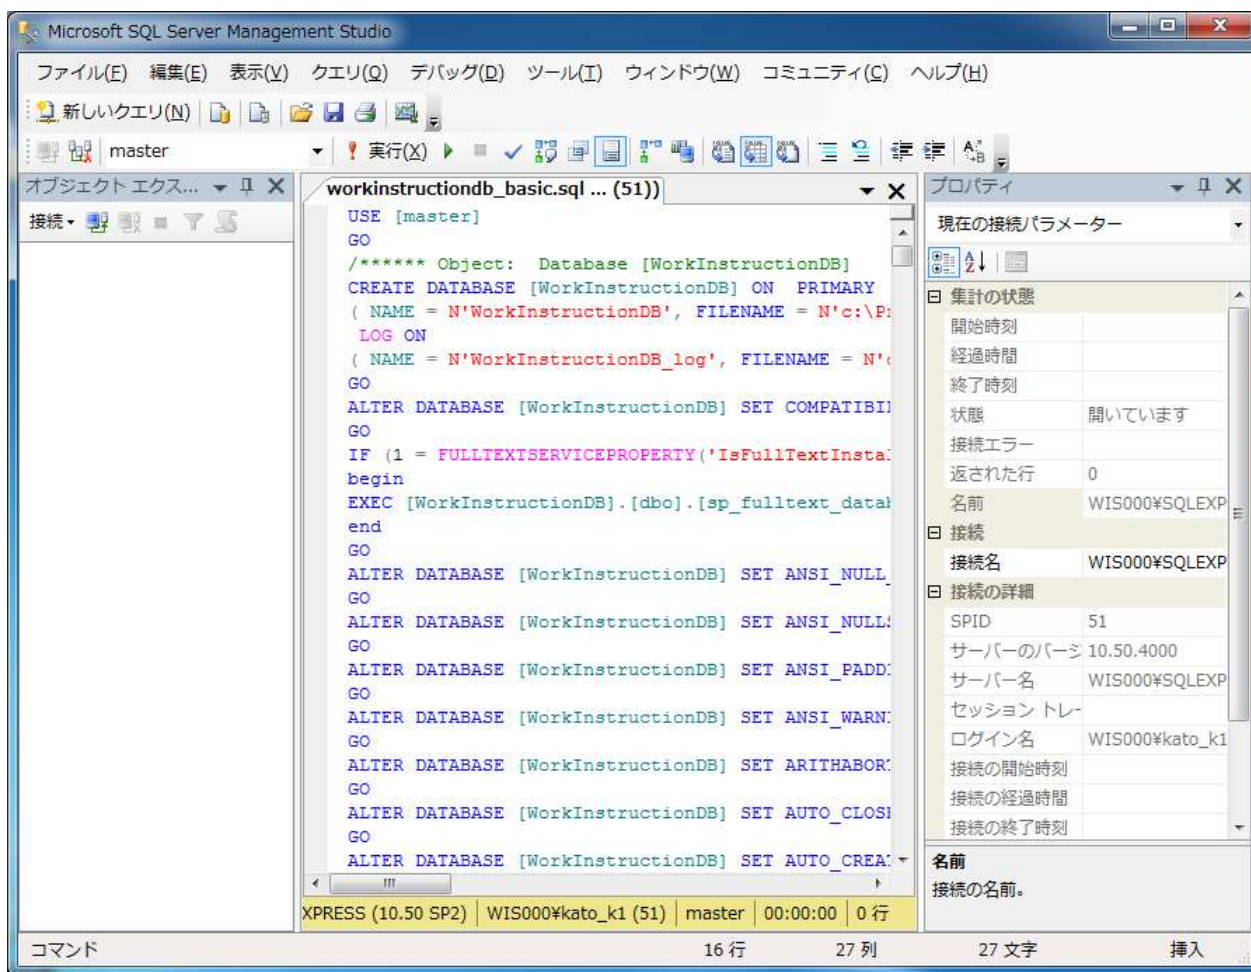 Microsoft SQL Server Management Studio
ファイル(F) 編集(E) 表示(V) クエリ(Q) デバッグ(D) ツール(T) ウィンドウ(W) コミュニティ(C) ヘルプ(H)
新しいクエリ(N)
master 実行(X)
オブジェクト エクス...
接続
workinstructiondb_basic.sql ... (51))
USE [master]
GO
/****** Object:  Database [WorkInstructionDB]
CREATE DATABASE [WorkInstructionDB] ON  PRIMARY
( NAME = N'WorkInstructionDB', FILENAME = N'c:\P
LOG ON
( NAME = N'WorkInstructionDB_log', FILENAME = N'
GO
ALTER DATABASE [WorkInstructionDB] SET COMPATIBI
GO
IF (1 = FULLTEXTSERVICEPROPERTY('IsFullTextInsta
begin
EXEC [WorkInstructionDB].[dbo].[sp_fulltext_datab
end
GO
ALTER DATABASE [WorkInstructionDB] SET ANSI_NULL_
GO
ALTER DATABASE [WorkInstructionDB] SET ANSI_NULLS
GO
ALTER DATABASE [WorkInstructionDB] SET ANSI_PADD
GO
ALTER DATABASE [WorkInstructionDB] SET ANSI_WARN
GO
ALTER DATABASE [WorkInstructionDB] SET ARITHABOR
GO
ALTER DATABASE [WorkInstructionDB] SET AUTO_CLOS
GO
ALTER DATABASE [WorkInstructionDB] SET AUTO_CREA
XPRESS (10.50 SP2) WIS000¥kato_k1 (51) master 00:00:00 0 行
プロパティ
現在の接続パラメーター
集計の状態
開始時刻
経過時間
終了時刻
状態 開いています
接続エラー
返された行 0
名前 WIS000¥SQLEXP
接続
接続名 WIS000¥SQLEXP
接続の詳細
SPID 51
サーバーのバージ 10.50.4000
サーバー名 WIS000¥SQLEXP
セッション トレー
ログイン名 WIS000¥kato_k1
接続の開始時刻
接続の経過時間
接続の終了時刻
名前
接続の名前。
コマンド 16 行 27 列 27 文字 挿入